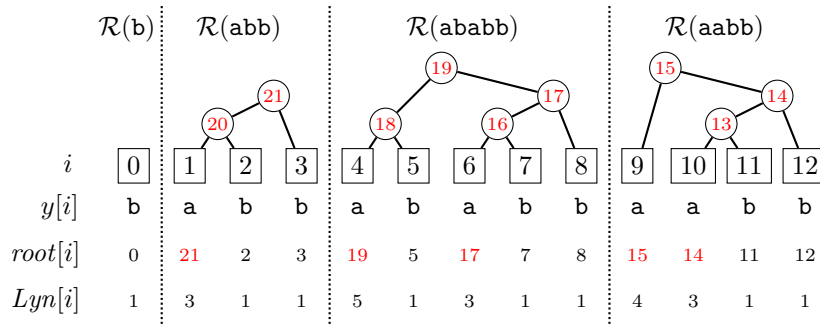 R(b) R(abb) R(ababb) R(aabb)
19 15
21 17 14
20 18 16 13
i 0 1 2 3 4 5 6 7 8 9 10 11 12
y[i] b a b b a b a b b a a b b
root[i] 0 21 2 3 19 5 17 7 8 15 14 11 12
Lyn[i] 1 3 1 1 5 1 3 1 1 4 3 1 1